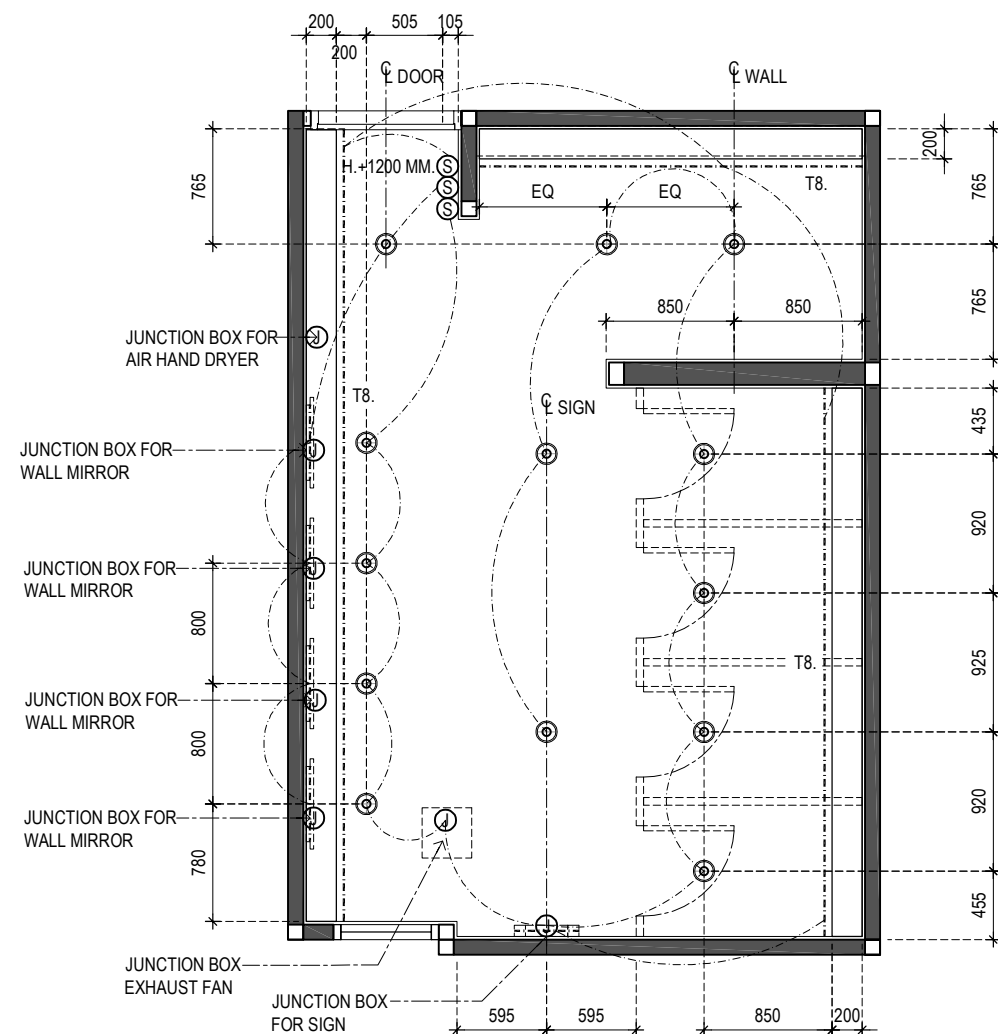 200
505
105
200
℄ DOOR
℄ WALL
H.+1200 MM.
S
S
S
T8.
200
765
EQ
EQ
765
850
850
765
JUNCTION BOX FOR
AIR HAND DRYER
T8.
℄ SIGN
435
JUNCTION BOX FOR
WALL MIRROR
J
J
920
JUNCTION BOX FOR
WALL MIRROR
J
800
925
T8.
JUNCTION BOX FOR
WALL MIRROR
J
800
920
JUNCTION BOX FOR
WALL MIRROR
J
J
780
455
J
JUNCTION BOX
EXHAUST FAN
JUNCTION BOX
FOR SIGN
595
595
850
200